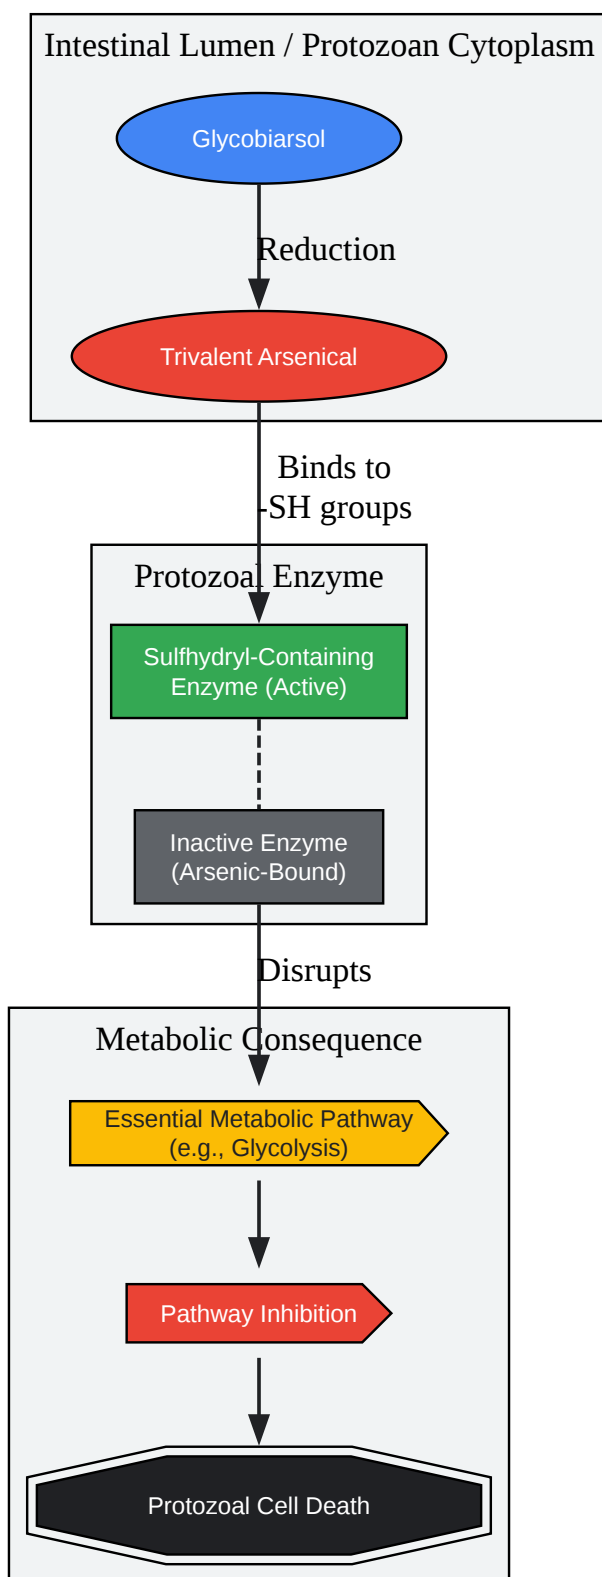 Intestinal Lumen / Protozoan Cytoplasm
Glycobiarsol
Reduction
Trivalent Arsenical
Binds to
-SH groups
Protozoal Enzyme
Sulfhydryl-Containing
Enzyme (Active)
Inactive Enzyme
(Arsenic-Bound)
Disrupts
Metabolic Consequence
Essential Metabolic Pathway
(e.g., Glycolysis)
Pathway Inhibition
Protozoal Cell Death